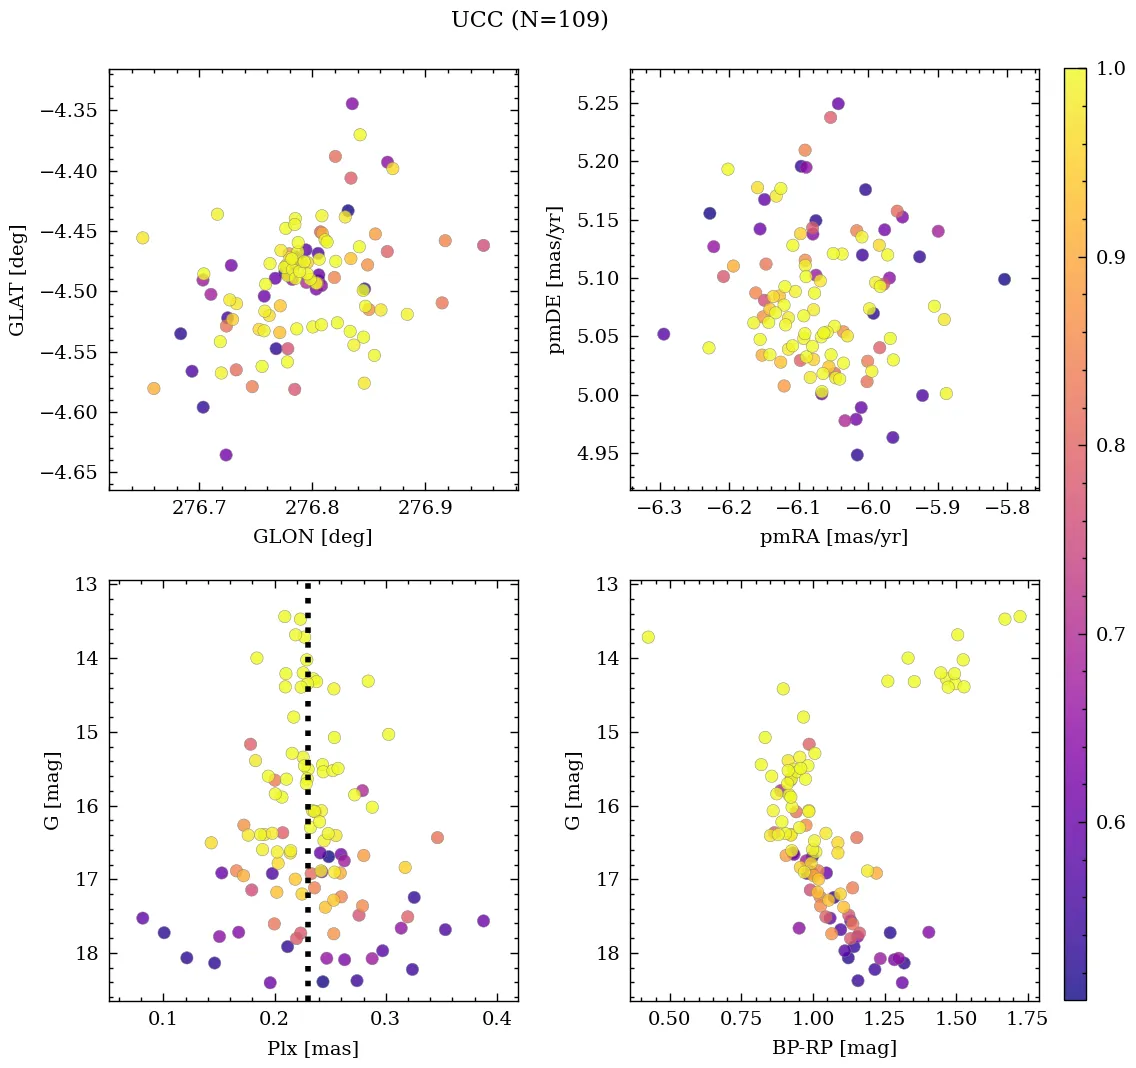 UCC (N=109)
−4.35
−4.40
−4.45
−4.50
−4.55
−4.60
−4.65
GLAT [deg]
276.7 276.8 276.9
GLON [deg]
5.25
5.20
5.15
5.10
5.05
5.00
4.95
pmDE [mas/yr]
−6.3 −6.2 −6.1 −6.0 −5.9 −5.8
pmRA [mas/yr]
13
14
15
16
17
18
G [mag]
0.1 0.2 0.3 0.4
Plx [mas]
13
14
15
16
17
18
G [mag]
0.50 0.75 1.00 1.25 1.50 1.75
BP-RP [mag]
1.0
0.9
0.8
0.7
0.6